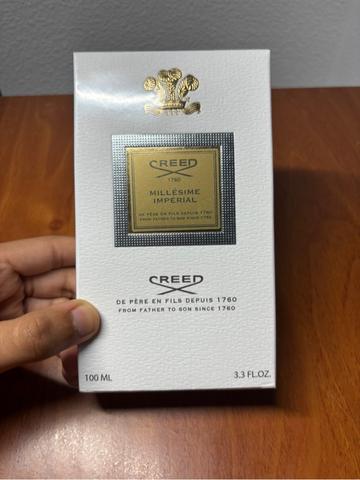 CREED
1760
MILLÉSIME
IMPÉRIAL
DE PÈRE EN FILS DEPUIS 1760
FROM FATHER TO SON SINCE 1760
CREED
DE PÈRE EN FILS DEPUIS 1760
FROM FATHER TO SON SINCE 1760
100 ML 3.3 FL.OZ.